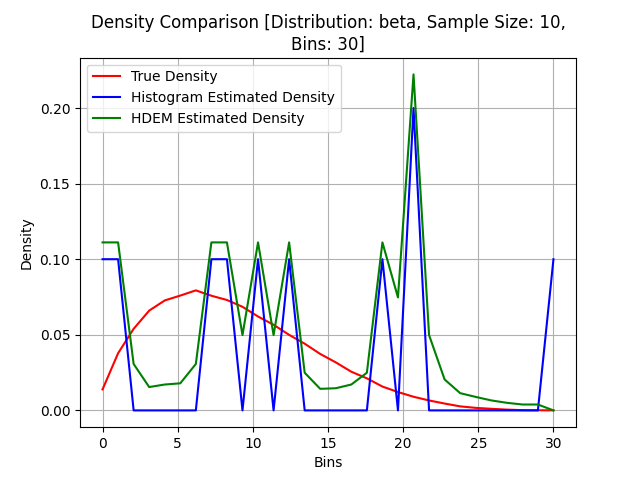 Density Comparison [Distribution: beta, Sample Size: 10,
Bins: 30]
True Density
Histogram Estimated Density
HDEM Estimated Density
Density
0.20
0.15
0.10
0.05
0.00
0 5 10 15 20 25 30
Bins